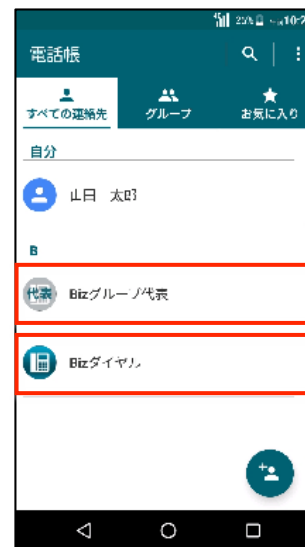 電話帳
すべての連絡先 グループ お気に入り
自分
山田 太郎
B
代表 Bizグループ代表
Bizダイヤル